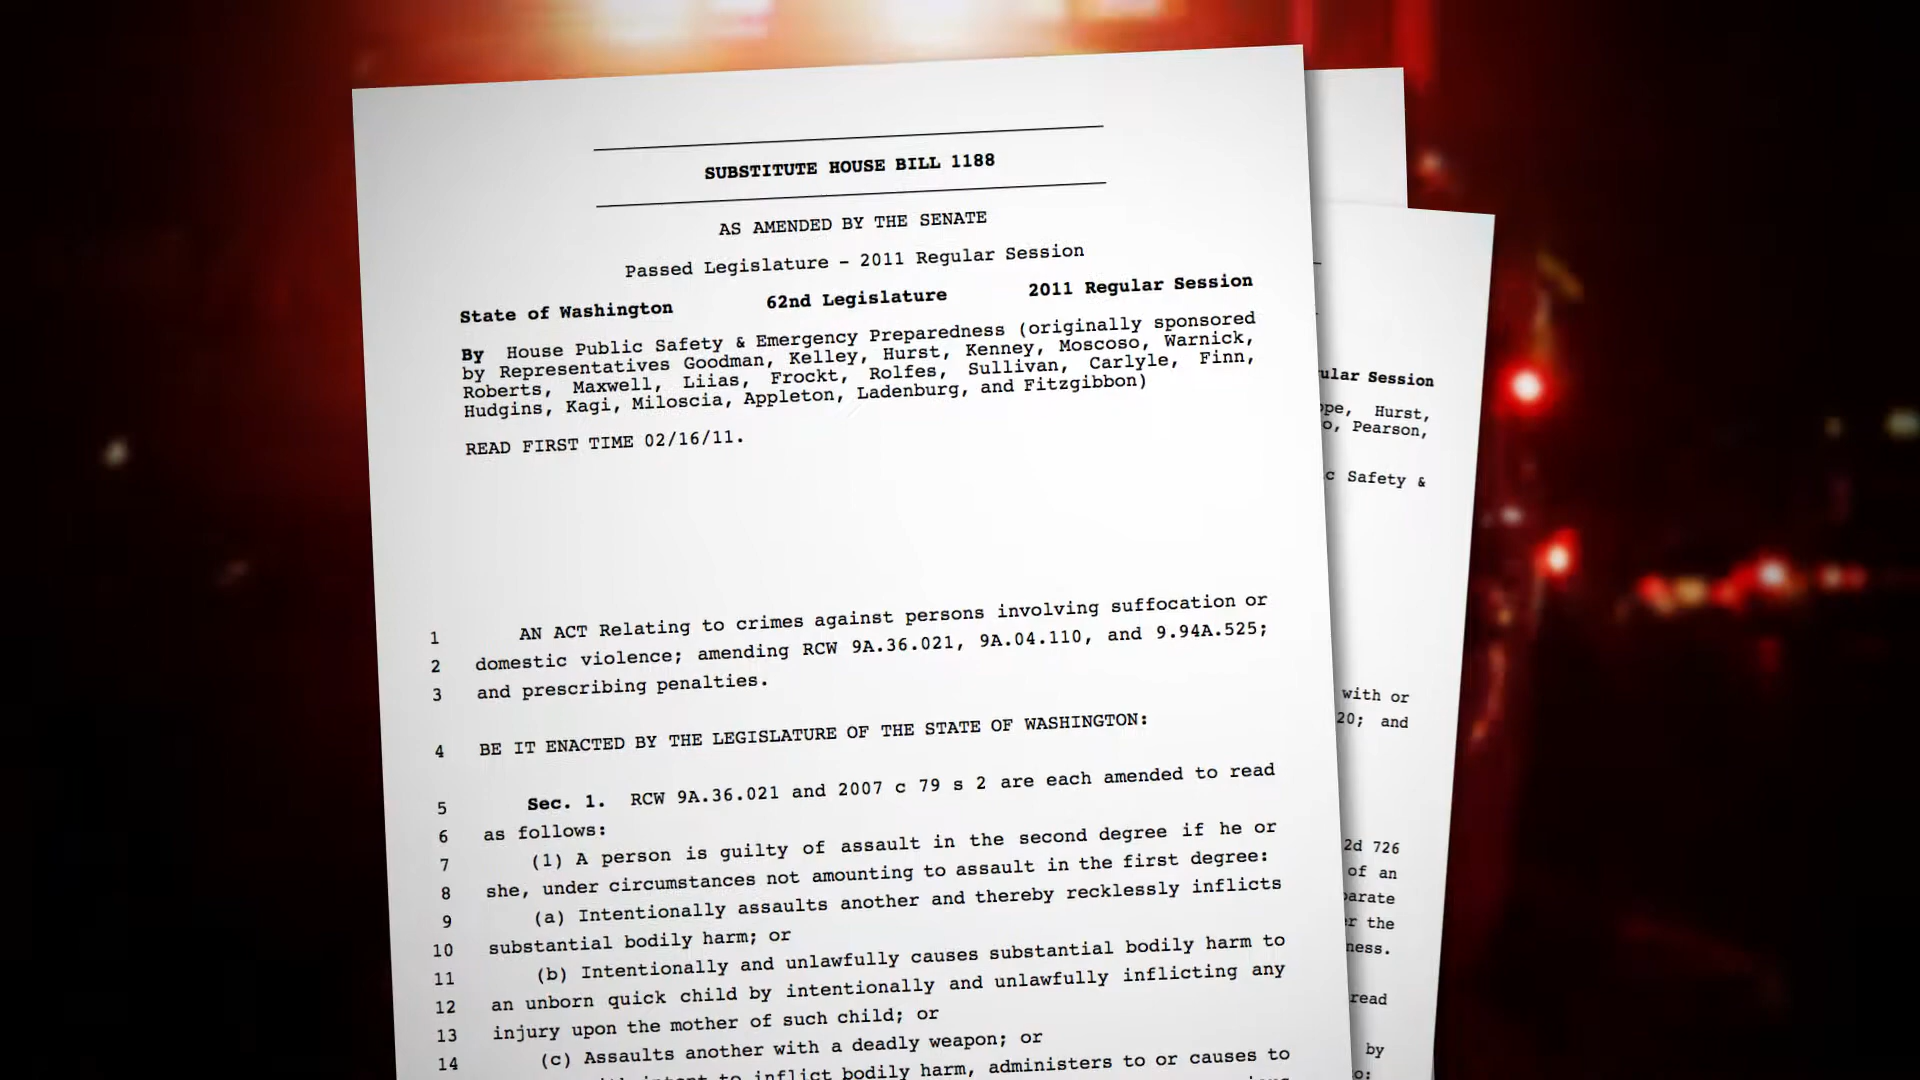 SUBSTITUTE HOUSE BILL 1188
AS AMENDED BY THE SENATE
Passed Legislature - 2011 Regular Session
State of Washington 62nd Legislature 2011 Regular Session
By House Public Safety & Emergency Preparedness (originally sponsored
by Representatives Goodman, Kelley, Hurst, Kenney, Moscoso, Warnick,
Roberts, Maxwell, Liias, Frockt, Rolfes, Sullivan, Carlyle, Finn,
Hudgins, Kagi, Miloscia, Appleton, Ladenburg, and Fitzgibbon)
READ FIRST TIME 02/16/11.
1 AN ACT Relating to crimes against persons involving suffocation or
2 domestic violence; amending RCW 9A.36.021, 9A.04.110, and 9.94A.525;
3 and prescribing penalties.
4 BE IT ENACTED BY THE LEGISLATURE OF THE STATE OF WASHINGTON:
5 Sec. 1. RCW 9A.36.021 and 2007 c 79 s 2 are each amended to read
6 as follows:
7 (1) A person is guilty of assault in the second degree if he or
8 she, under circumstances not amounting to assault in the first degree:
9 (a) Intentionally assaults another and thereby recklessly inflicts
10 substantial bodily harm; or
11 (b) Intentionally and unlawfully causes substantial bodily harm to
12 an unborn quick child by intentionally and unlawfully inflicting any
13 injury upon the mother of such child; or
14 (c) Assaults another with a deadly weapon; or
intent to inflict bodily harm, administers to or causes to
Session
Hurst,
Pearson,
Safety &
with or
20; and
2d 726
of an
the
read
by